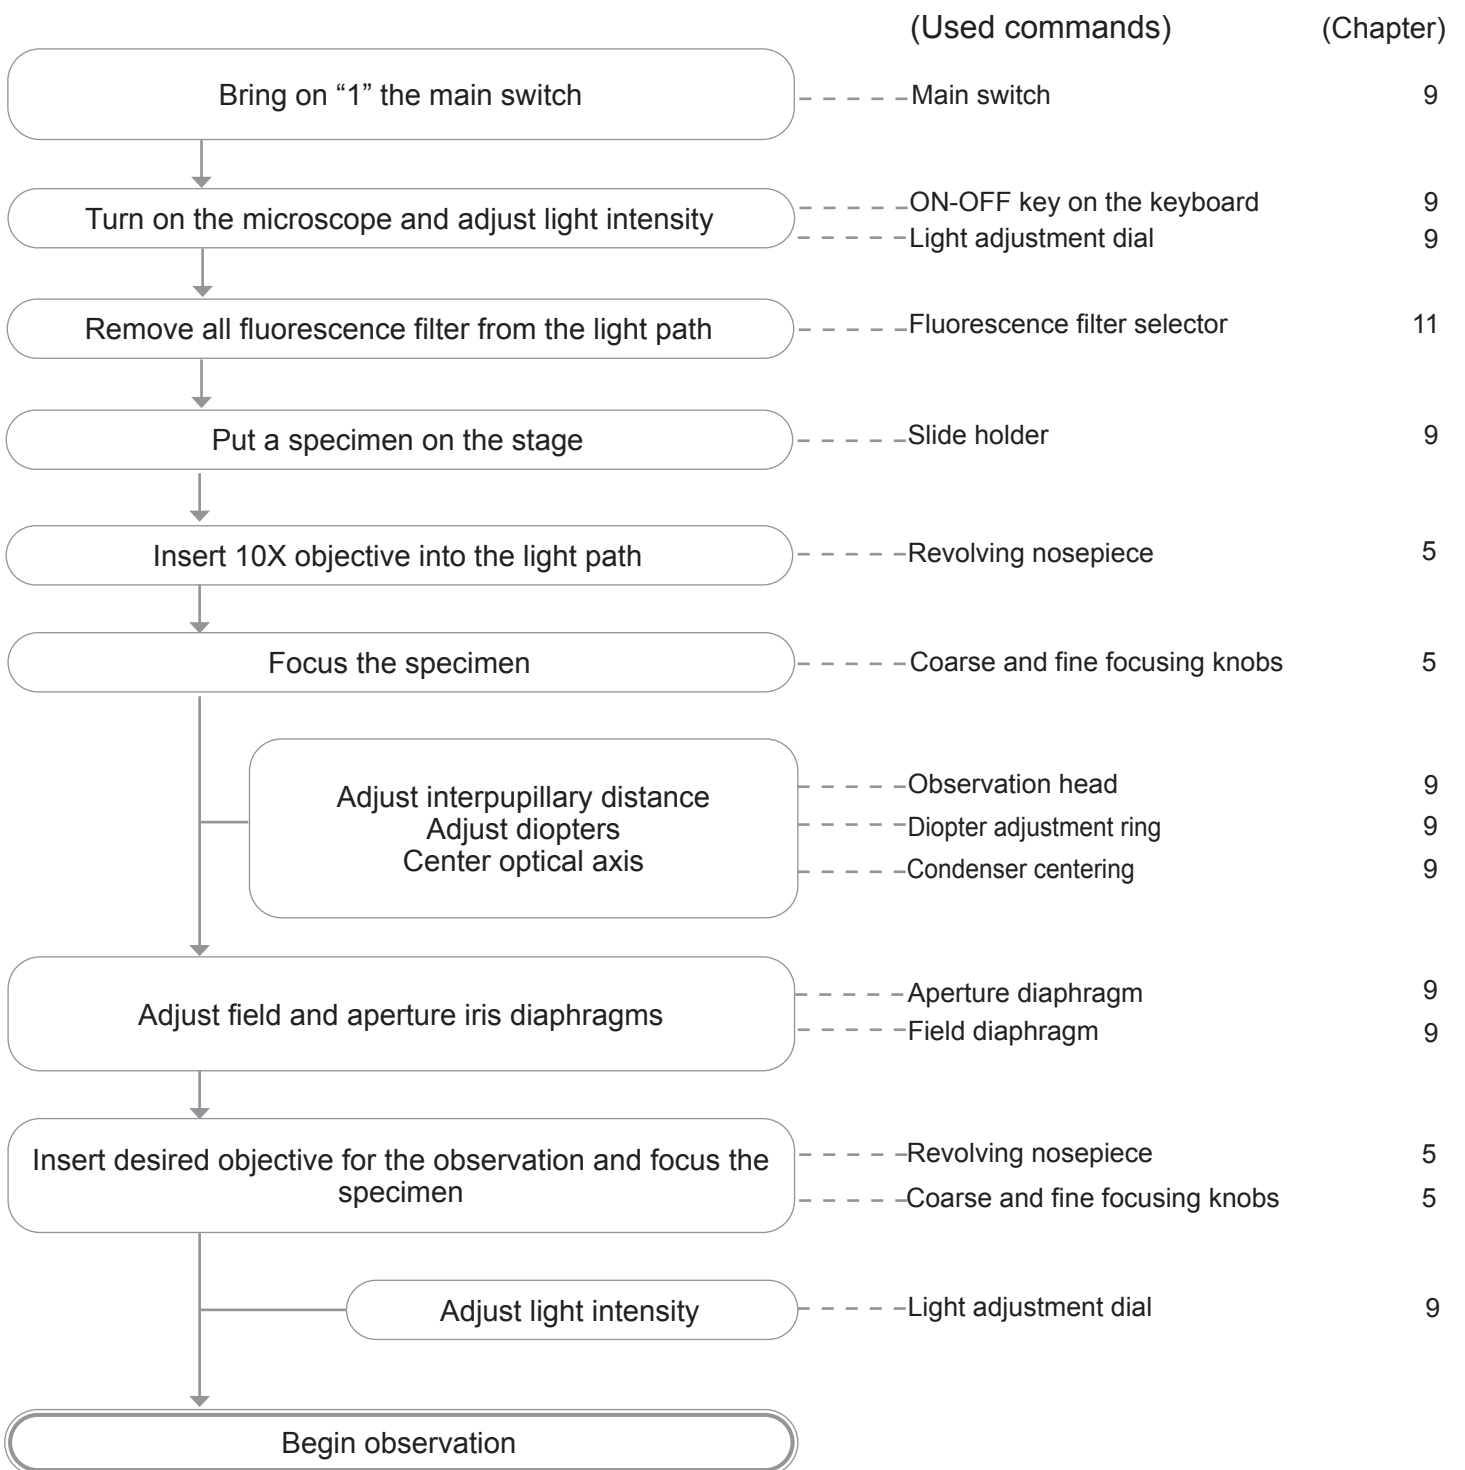 (Used commands) (Chapter)
Bring on “1” the main switch
Main switch 9
Turn on the microscope and adjust light intensity
ON-OFF key on the keyboard 9
Light adjustment dial 9
Remove all fluorescence filter from the light path
Fluorescence filter selector 11
Put a specimen on the stage
Slide holder 9
Insert 10X objective into the light path
Revolving nosepiece 5
Focus the specimen
Coarse and fine focusing knobs 5
Adjust interpupillary distance
Adjust diopters
Center optical axis
Observation head 9
Diopter adjustment ring 9
Condenser centering 9
Adjust field and aperture iris diaphragms
Aperture diaphragm 9
Field diaphragm 9
Insert desired objective for the observation and focus the
specimen
Revolving nosepiece 5
Coarse and fine focusing knobs 5
Adjust light intensity
Light adjustment dial 9
Begin observation